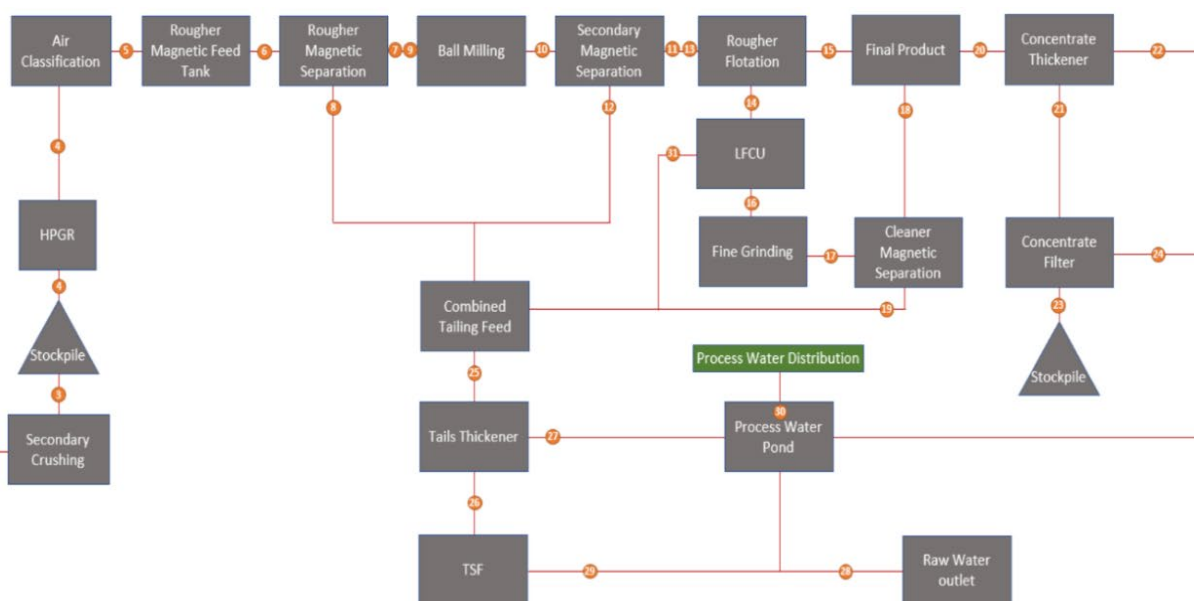 Air
Classification
5
Rougher
Magnetic Feed
Tank
6
Rougher
Magnetic
Separation
7
9
Ball Milling
10
Secondary
Magnetic
Separation
11
13
Rougher
Flotation
15
Final Product
20
Concentrate
Thickener
22
8
12
14
18
21
4
LFCU
31
16
HPGR
Fine Grinding
17
Cleaner
Magnetic
Separation
Concentrate
Filter
24
4
Combined
Tailing Feed
19
23
Stockpile
Process Water Distribution
Stockpile
3
25
30
Secondary
Crushing
Tails Thickener
27
Process Water
Pond
26
TSF
29
28
Raw Water
outlet